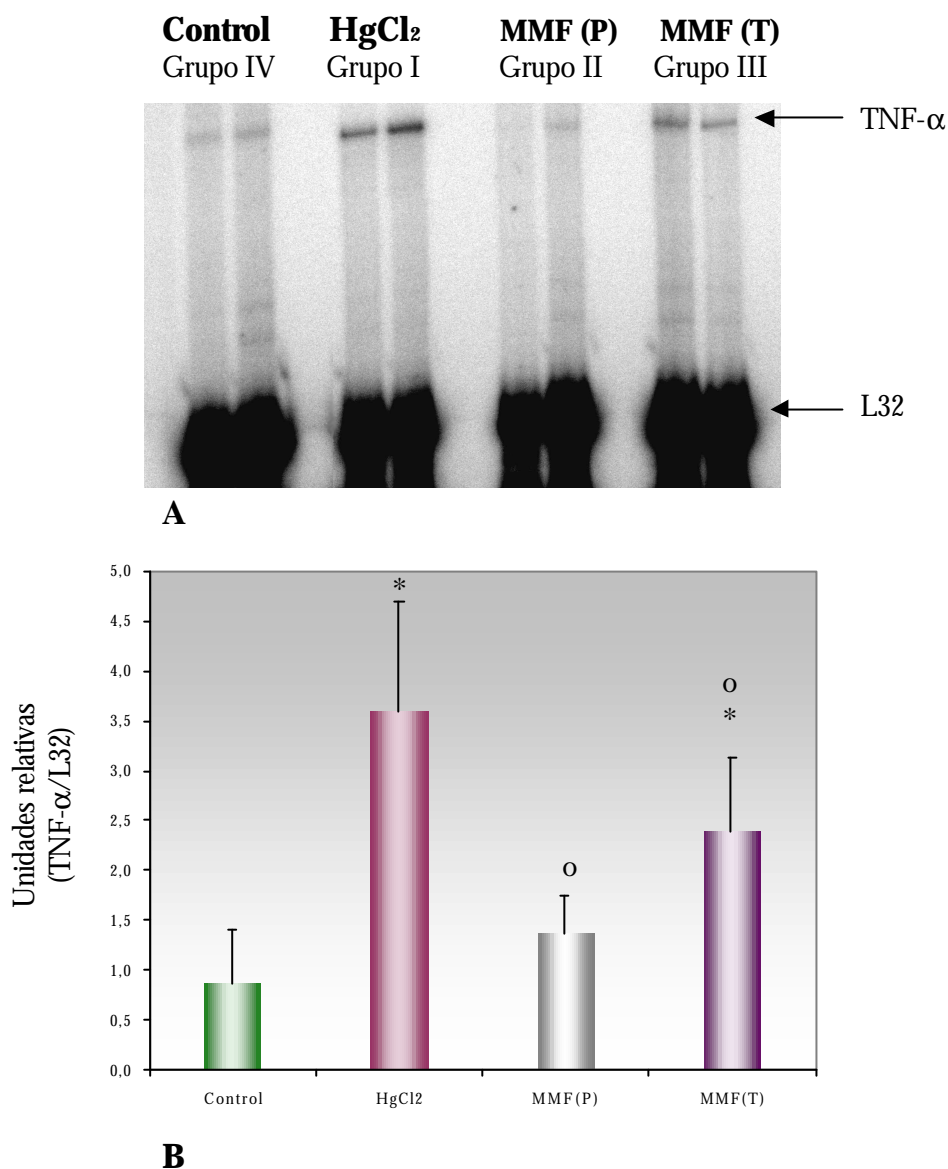 Control HgCl₂ MMF (P) MMF (T)
Grupo IV Grupo I Grupo II Grupo III
TNF-α
L32
A
5,0
4,5
4,0
3,5
3,0
2,5
2,0
1,5
1,0
0,5
0,0
Unidades relativas
(TNF-α/L32)
*
o
o
*
Control HgCl2 MMF(P) MMF(T)
B